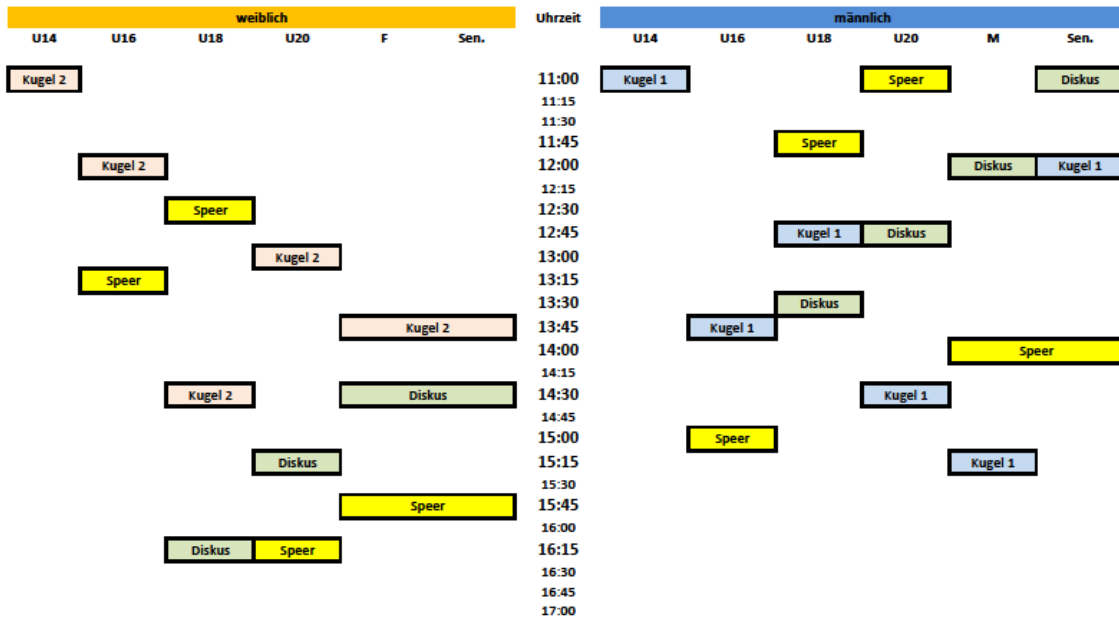 weiblich Uhrzeit männlich
U14 U16 U18 U20 F Sen. U14 U16 U18 U20 M Sen.
Kugel 2 11:00 Kugel 1 Speer Diskus
11:15
11:30
11:45 Speer
Kugel 2 12:00 Diskus Kugel 1
12:15
Speer 12:30
12:45 Kugel 1 Diskus
Kugel 2 13:00
Speer 13:15
13:30 Diskus
Kugel 2 13:45 Kugel 1
14:00 Speer
14:15
Kugel 2 Diskus 14:30 Kugel 1
14:45
15:00 Speer
Diskus 15:15 Kugel 1
15:30
Speer 15:45
16:00
Diskus Speer 16:15
16:30
16:45
17:00